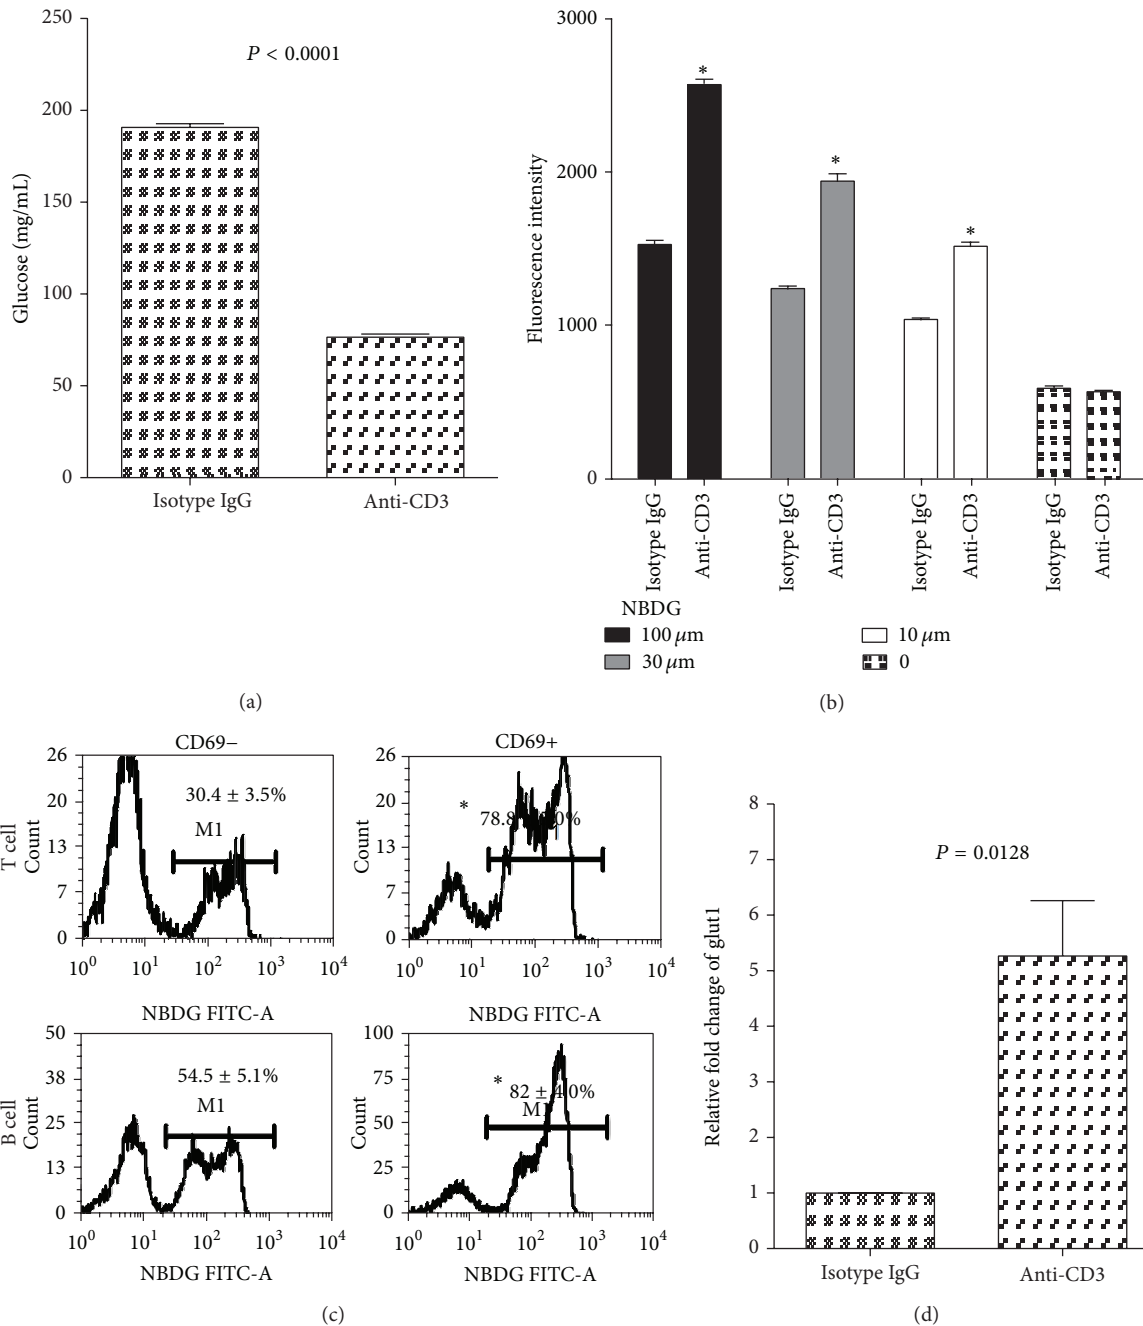 250
200
150
100
50
0
Glucose (mg/mL)
P < 0.0001
Isotype IgG Anti-CD3
(a)
3000
2000
1000
0
Fluorescence intensity
*
*
*
Isotype IgG
Anti-CD3
Isotype IgG
Anti-CD3
Isotype IgG
Anti-CD3
Isotype IgG
Anti-CD3
NBDG
100 μm
30 μm
10 μm
0
(b)
CD69−
T cell
Count
26
20
13
7
0
30.4 ± 3.5%
M1
10^0 10^1 10^2 10^3 10^4
NBDG FITC-A
CD69+
Count
26
20
13
7
0
*
78.8 0%
10^0 10^1 10^2 10^3 10^4
NBDG FITC-A
B cell
Count
50
38
25
13
0
54.5 ± 5.1%
M1
10^0 10^1 10^2 10^3 10^4
NBDG FITC-A
Count
100
75
50
25
0
*
82 ± 4.0%
M1
10^0 10^1 10^2 10^3 10^4
NBDG FITC-A
(c)
8
7
6
5
4
3
2
1
0
Relative fold change of glut1
P = 0.0128
Isotype IgG Anti-CD3
(d)